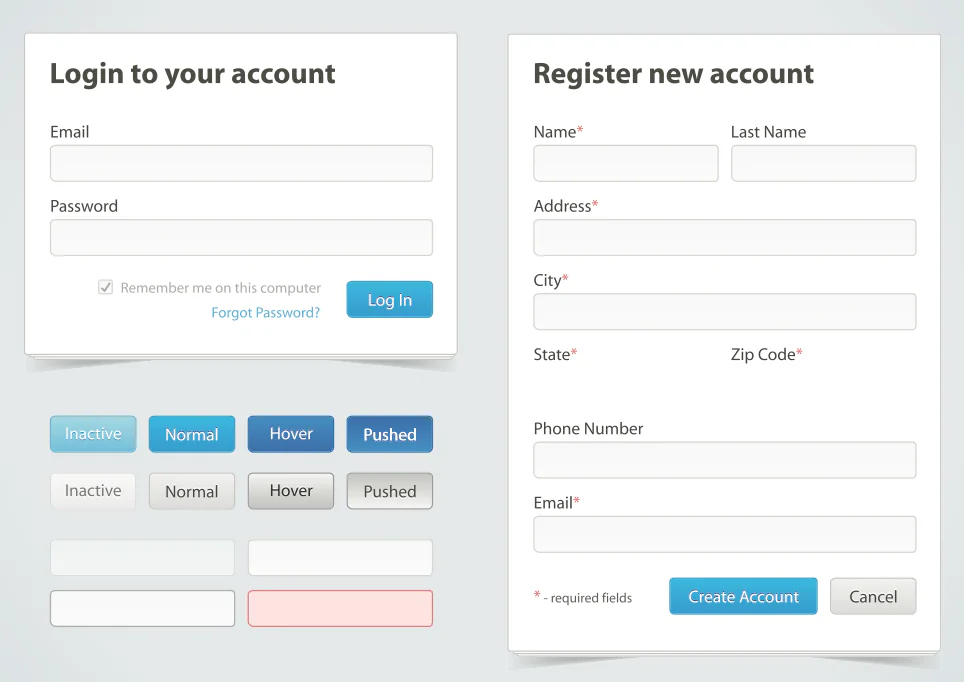 Login to your account
Email
Password
Remember me on this computer
Forgot Password?
Log In
Inactive Normal Hover Pushed
Inactive Normal Hover Pushed
Register new account
Name* Last Name
Address*
City*
State* Zip Code*
Phone Number
Email*
* - required fields
Create Account Cancel